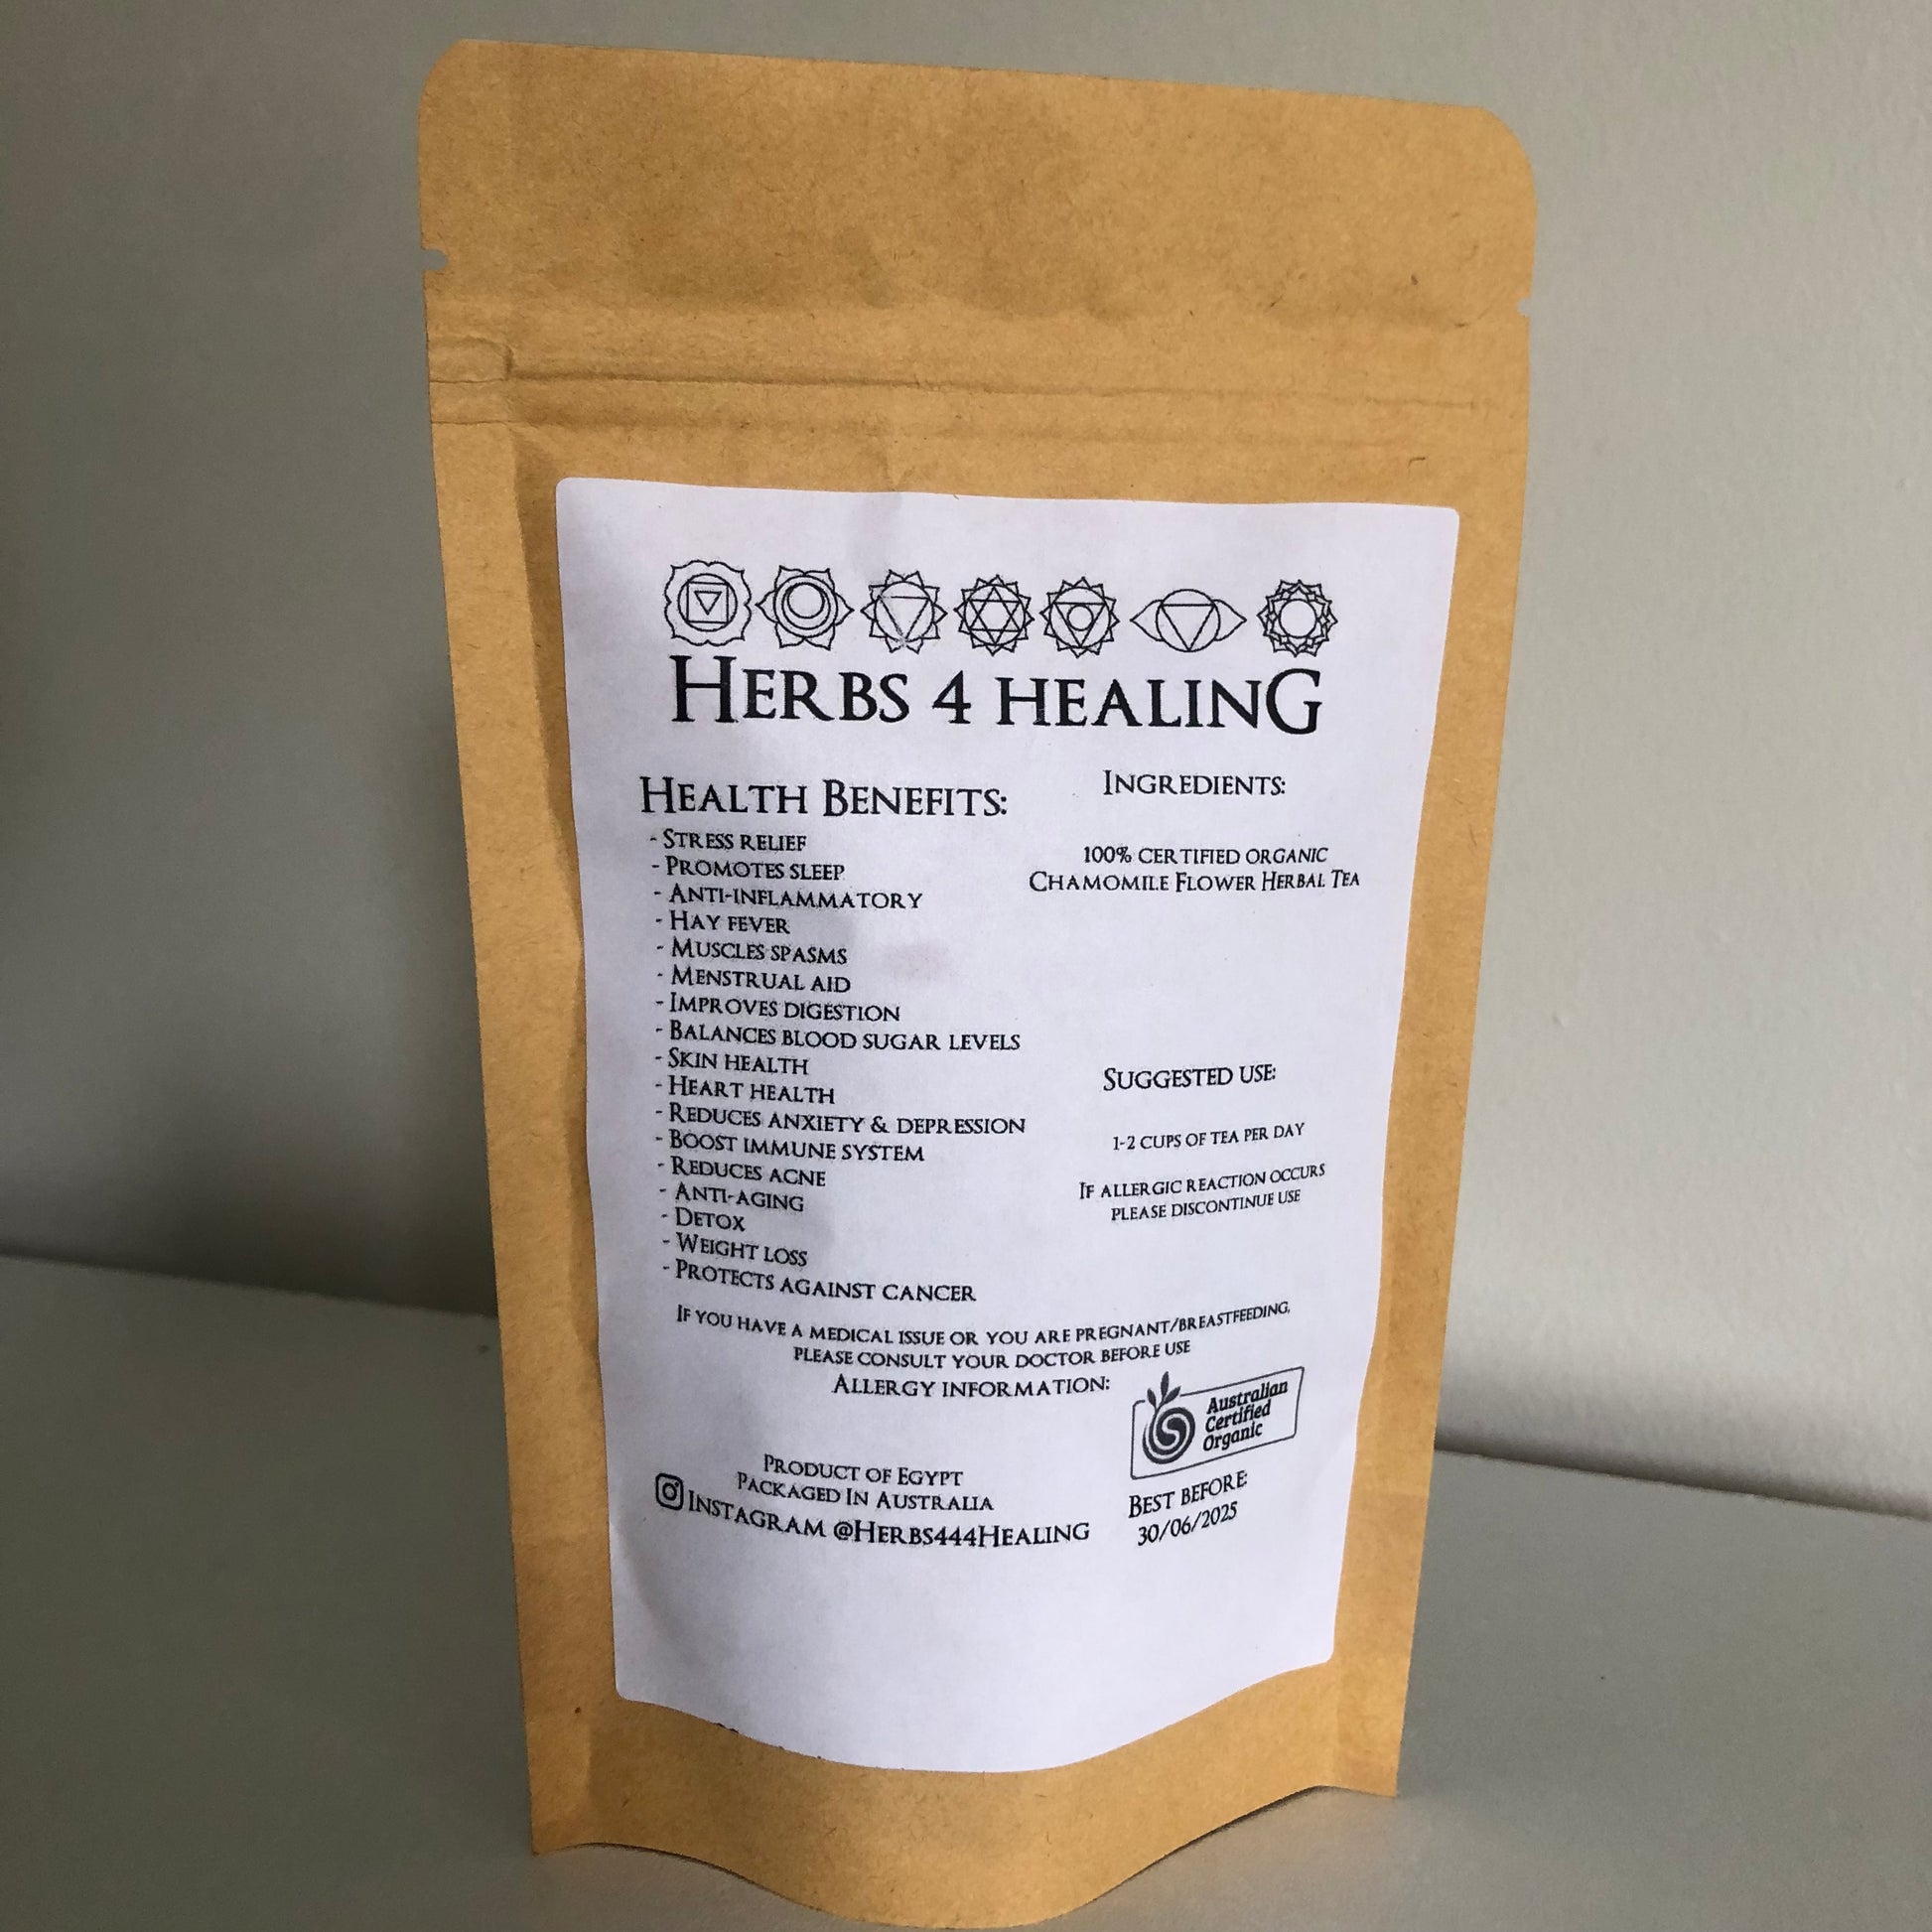 HERBS 4 HEALING
HEALTH BENEFITS:
- STRESS RELIEF
- PROMOTES SLEEP
- ANTI-INFLAMMATORY
- HAY FEVER
- MUSCLES SPASMS
- MENSTRUAL AID
- IMPROVES DIGESTION
- BALANCES BLOOD SUGAR LEVELS
- SKIN HEALTH
- HEART HEALTH
- REDUCES ANXIETY & DEPRESSION
- BOOST IMMUNE SYSTEM
- REDUCES ACNE
- ANTI-AGING
- DETOX
- WEIGHT LOSS
- PROTECTS AGAINST CANCER
INGREDIENTS:
100% CERTIFIED ORGANIC
CHAMOMILE FLOWER HERBAL TEA
SUGGESTED USE:
1-2 CUPS OF TEA PER DAY
IF ALLERGIC REACTION OCCURS
PLEASE DISCONTINUE USE
IF YOU HAVE A MEDICAL ISSUE OR YOU ARE PREGNANT/BREASTFEEDING,
PLEASE CONSULT YOUR DOCTOR BEFORE USE
ALLERGY INFORMATION:
Australian
Certified
Organic
PRODUCT OF EGYPT
PACKAGED IN AUSTRALIA
INSTAGRAM @HERBS444HEALING
BEST BEFORE:
30/06/2025